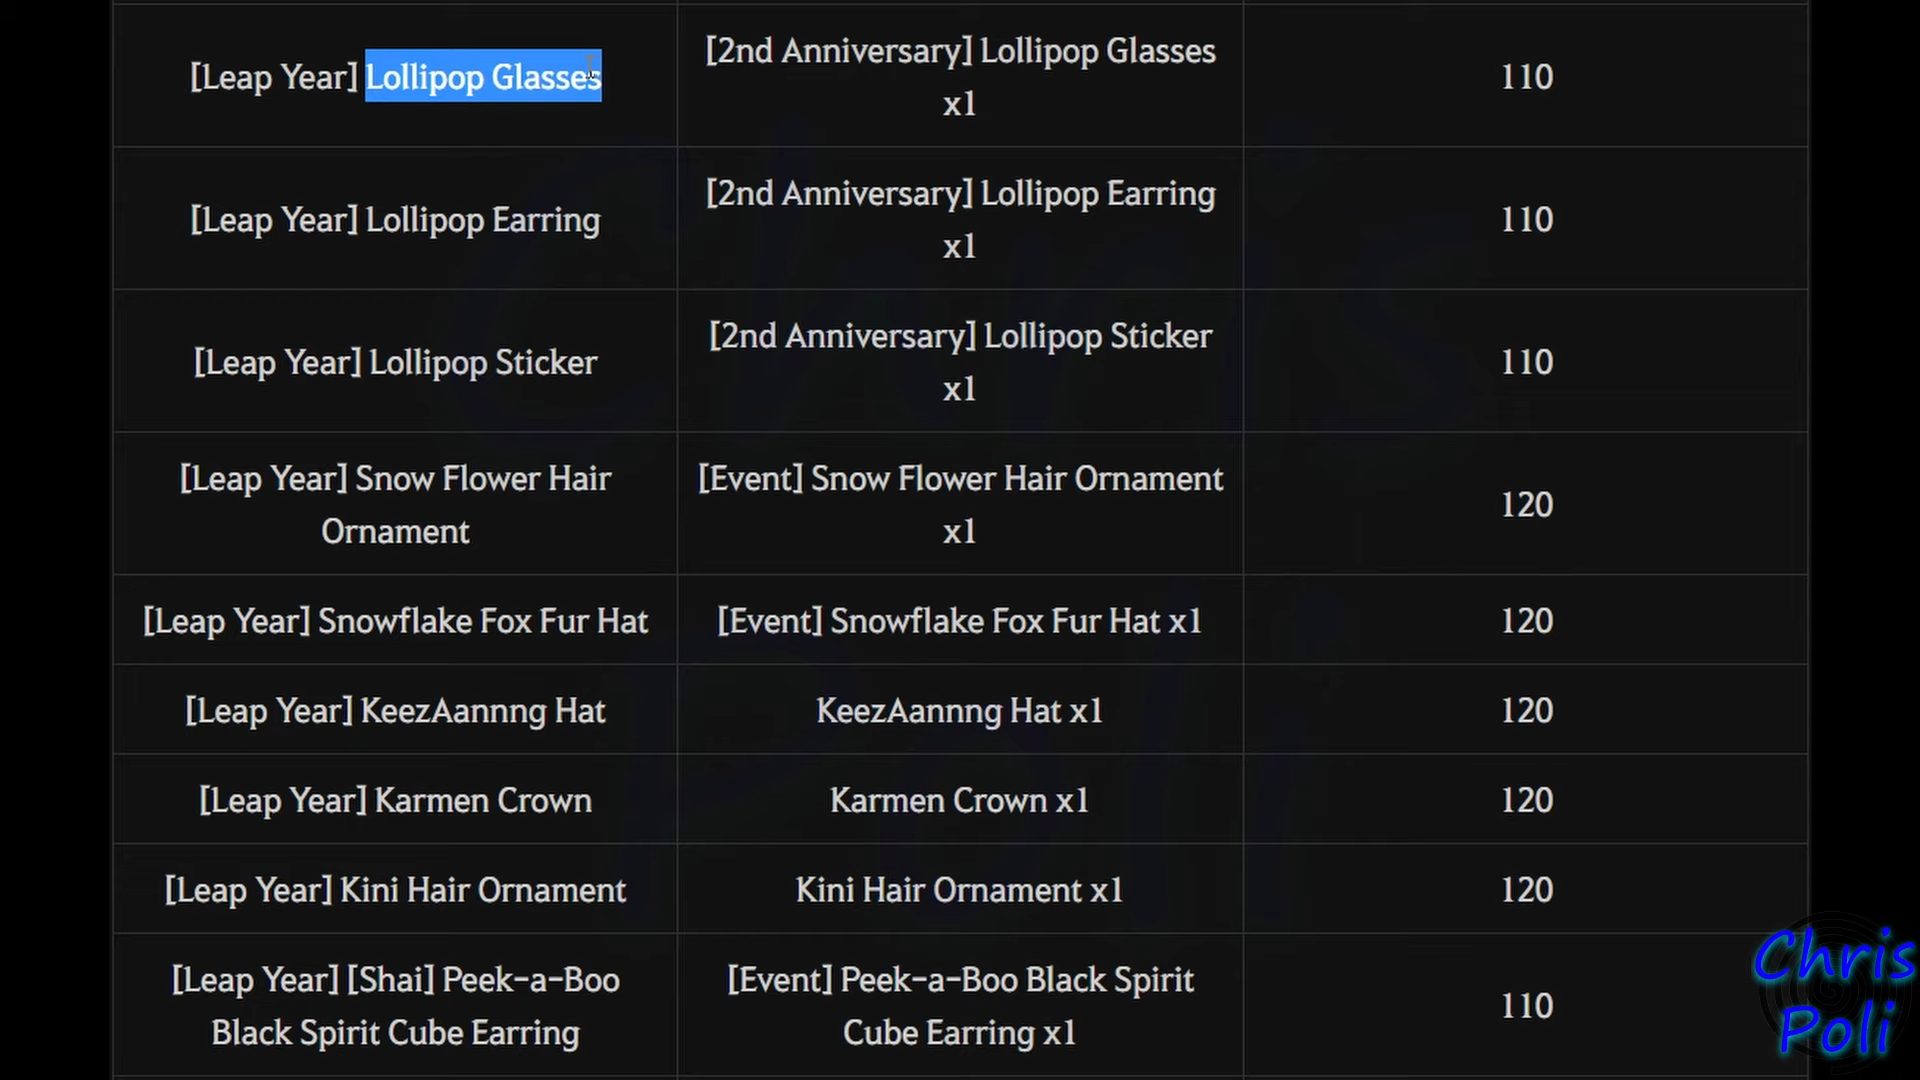 [Leap Year] Lollipop Glasses
[2nd Anniversary] Lollipop Glasses
x1
110
[Leap Year] Lollipop Earring
[2nd Anniversary] Lollipop Earring
x1
110
[Leap Year] Lollipop Sticker
[2nd Anniversary] Lollipop Sticker
x1
110
[Leap Year] Snow Flower Hair
Ornament
[Event] Snow Flower Hair Ornament
x1
120
[Leap Year] Snowflake Fox Fur Hat
[Event] Snowflake Fox Fur Hat x1
120
[Leap Year] KeezAannng Hat
KeezAannng Hat x1
120
[Leap Year] Karmen Crown
Karmen Crown x1
120
[Leap Year] Kini Hair Ornament
Kini Hair Ornament x1
120
[Leap Year] [Shai] Peek-a-Boo
Black Spirit Cube Earring
[Event] Peek-a-Boo Black Spirit
Cube Earring x1
110
Chris
Poli
Chris
Poli